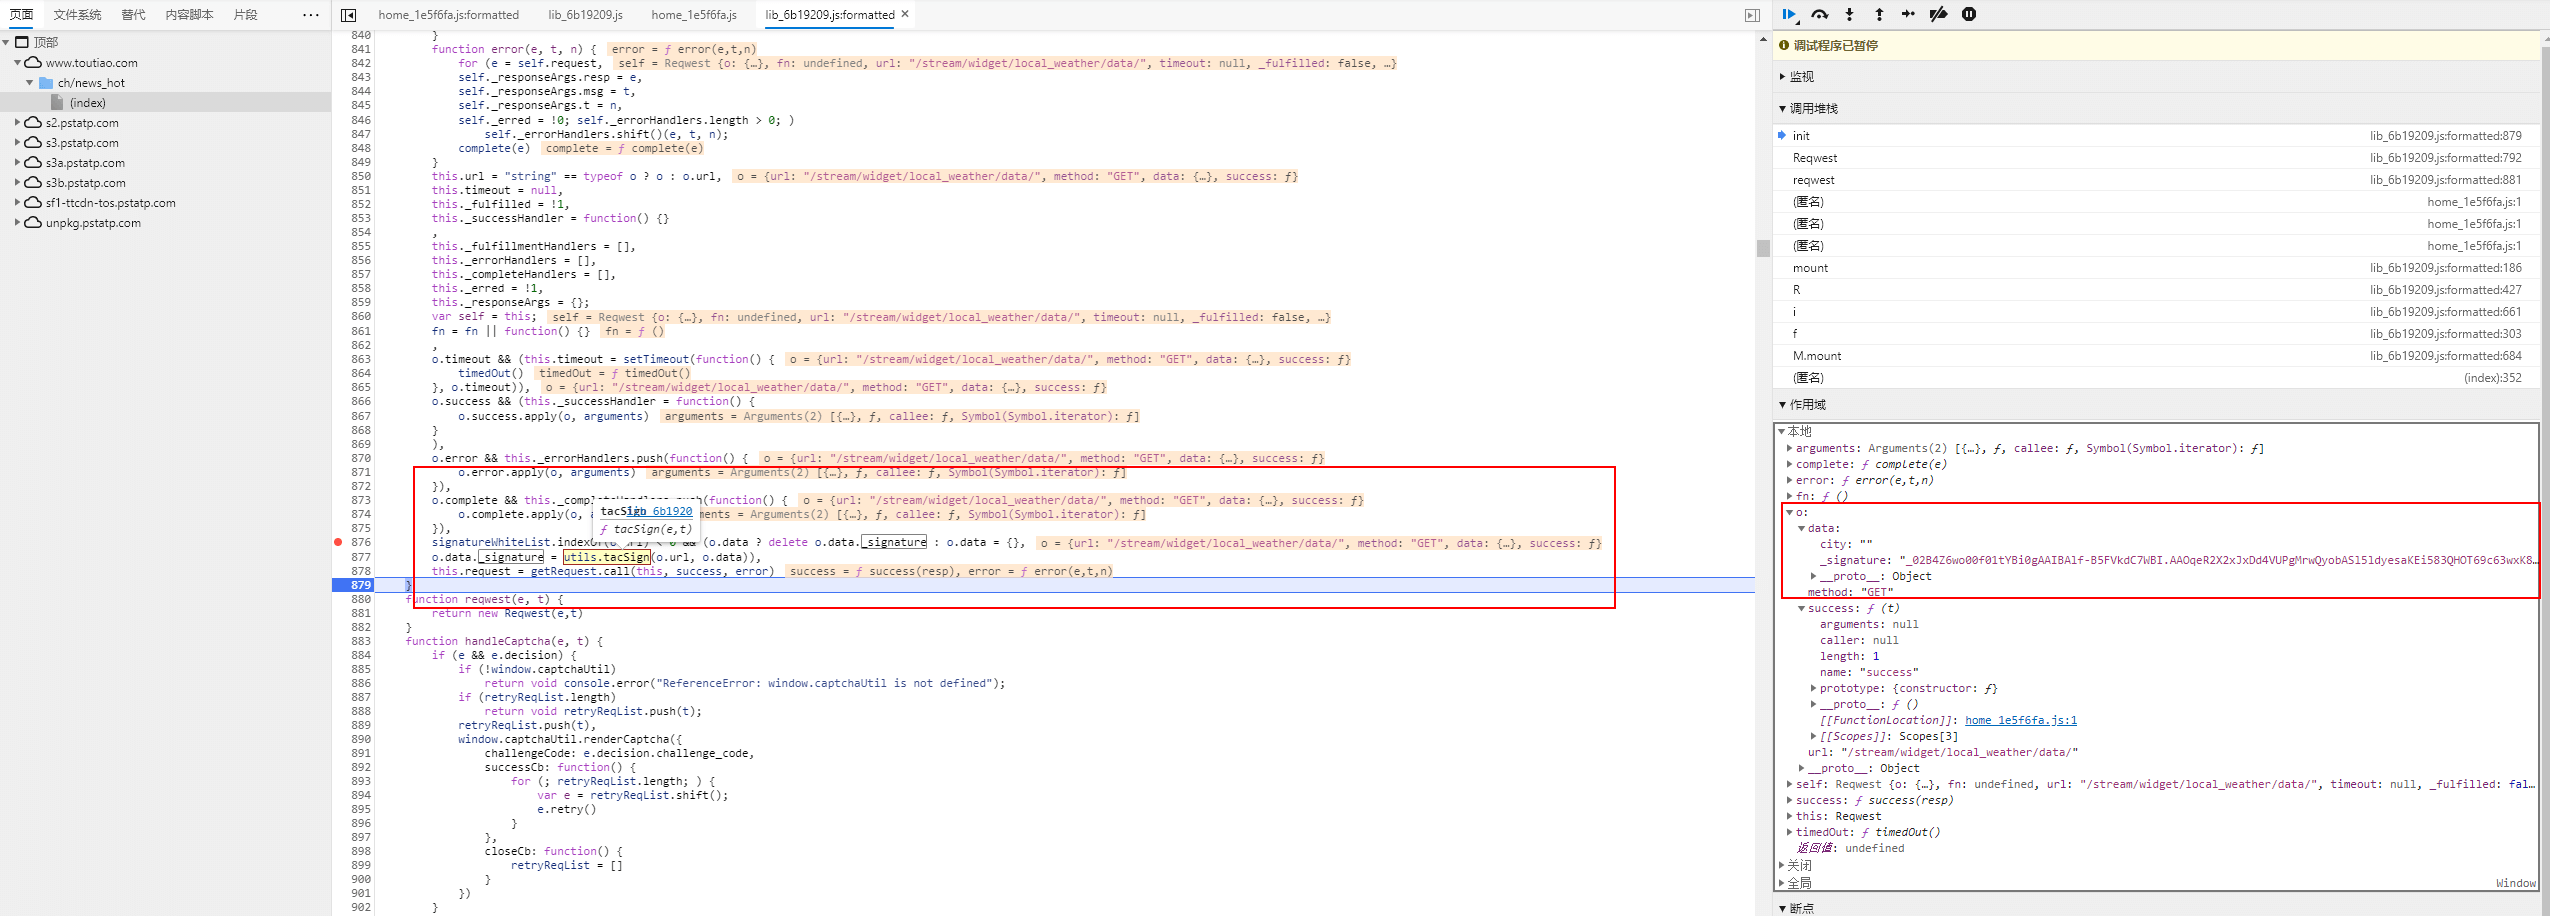 页面 文件系统 替代 内容脚本 片段 ⋯
顶部
www.toutiao.com
ch/news_hot
(index)
s2.pstatp.com
s3.pstatp.com
s3a.pstatp.com
s3b.pstatp.com
sf1-ttcdn-tos.pstatp.com
unpkg.pstatp.com
home_1e5f6fa.js:formatted lib_6b19209.js home_1e5f6fa.js lib_6b19209.js:formatted ×
840 }
841 function error(e, t, n) { error = ƒ error(e,t,n)
842 for (e = self.request, self = Reqwest {o: {…}, fn: undefined, url: "/stream/widget/local_weather/data/", timeout: null, _fulfilled: false, …}
843 self._responseArgs.resp = e,
844 self._responseArgs.msg = t,
845 self._responseArgs.t = n,
846 self._erred = !0; self._errorHandlers.length > 0; )
847 self._errorHandlers.shift()(e, t, n);
848 complete(e) complete = ƒ complete(e)
849 }
850 this.url = "string" == typeof o ? o : o.url, o = {url: "/stream/widget/local_weather/data/", method: "GET", data: {…}, success: ƒ}
851 this.timeout = null,
852 this._fulfilled = !1,
853 this._successHandler = function() {}
854 ,
855 this._fulfillmentHandlers = [],
856 this._errorHandlers = [],
857 this._completeHandlers = [],
858 this._erred = !1,
859 this._responseArgs = {};
860 var self = this; self = Reqwest {o: {…}, fn: undefined, url: "/stream/widget/local_weather/data/", timeout: null, _fulfilled: false, …}
861 fn = fn || function() {} fn = ƒ ()
862 ,
863 o.timeout && (this.timeout = setTimeout(function() { o = {url: "/stream/widget/local_weather/data/", method: "GET", data: {…}, success: ƒ}
864 timedOut() timedOut = ƒ timedOut()
865 }, o.timeout)), o = {url: "/stream/widget/local_weather/data/", method: "GET", data: {…}, success: ƒ}
866 o.success && (this._successHandler = function() {
867 o.success.apply(o, arguments) arguments = Arguments(2) [{…}, ƒ, callee: ƒ, Symbol(Symbol.iterator): ƒ]
868 }
869 ),
870 o.error && this._errorHandlers.push(function() { o = {url: "/stream/widget/local_weather/data/", method: "GET", data: {…}, success: ƒ}
871 o.error.apply(o, arguments) arguments = Arguments(2) [{…}, ƒ, callee: ƒ, Symbol(Symbol.iterator): ƒ]
872 }),
873 o.complete && this._completeHandlers.push(function() { o = {url: "/stream/widget/local_weather/data/", method: "GET", data: {…}, success: ƒ}
874 o.complete.apply(o, ments = Arguments(2) [{…}, ƒ, callee: ƒ, Symbol(Symbol.iterator): ƒ]
tacSign 6b1920
ƒ tacSign(e,t)
875 }),
876 signatureWhiteList.indexOf(o.url) < 0 && (o.data ? delete o.data._signature : o.data = {}, o = {url: "/stream/widget/local_weather/data/", method: "GET", data: {…}, success: ƒ}
877 o.data._signature = utils.tacSign(o.url, o.data)),
878 this.request = getRequest.call(this, success, error) success = ƒ success(resp), error = ƒ error(e,t,n)
879 }
880 function reqwest(e, t) {
881 return new Reqwest(e,t)
882 }
883 function handleCaptcha(e, t) {
884 if (e && e.decision) {
885 if (!window.captchaUtil)
886 return void console.error("ReferenceError: window.captchaUtil is not defined");
887 if (retryReqList.length)
888 return void retryReqList.push(t);
889 retryReqList.push(t),
890 window.captchaUtil.renderCaptcha({
891 challengeCode: e.decision.challenge_code,
892 successCb: function() {
893 for (; retryReqList.length; ) {
894 var e = retryReqList.shift();
895 e.retry()
896 }
897 },
898 closeCb: function() {
899 retryReqList = []
900 }
901 })
902 }
调试程序已暂停
监视
调用堆栈
init lib_6b19209.js:formatted:879
Reqwest lib_6b19209.js:formatted:792
reqwest lib_6b19209.js:formatted:881
(匿名) home_1e5f6fa.js:1
(匿名) home_1e5f6fa.js:1
(匿名) home_1e5f6fa.js:1
mount lib_6b19209.js:formatted:186
R lib_6b19209.js:formatted:427
i lib_6b19209.js:formatted:661
f lib_6b19209.js:formatted:303
M.mount lib_6b19209.js:formatted:684
(匿名) (index):352
作用域
本地
arguments: Arguments(2) [{…}, ƒ, callee: ƒ, Symbol(Symbol.iterator): ƒ]
complete: ƒ complete(e)
error: ƒ error(e,t,n)
fn: ƒ ()
o:
data:
city: ""
_signature: "_02B4Z6wo00f01tYBi0gAAIBAlf-B5FVkdC7WBI.AAOqeR2X2xJxDd4VUPgMrwQyobASl5ldyesaKEi583QHOT69c63wxK8…
__proto__: Object
method: "GET"
success: ƒ (t)
arguments: null
caller: null
length: 1
name: "success"
prototype: {constructor: ƒ}
__proto__: ƒ ()
[[FunctionLocation]]: home_1e5f6fa.js:1
[[Scopes]]: Scopes[3]
url: "/stream/widget/local_weather/data/"
__proto__: Object
self: Reqwest {o: {…}, fn: undefined, url: "/stream/widget/local_weather/data/", timeout: null, _fulfilled: fal…
success: ƒ success(resp)
this: Reqwest
timedOut: ƒ timedOut()
返回值: undefined
关闭
全局 Window
断点